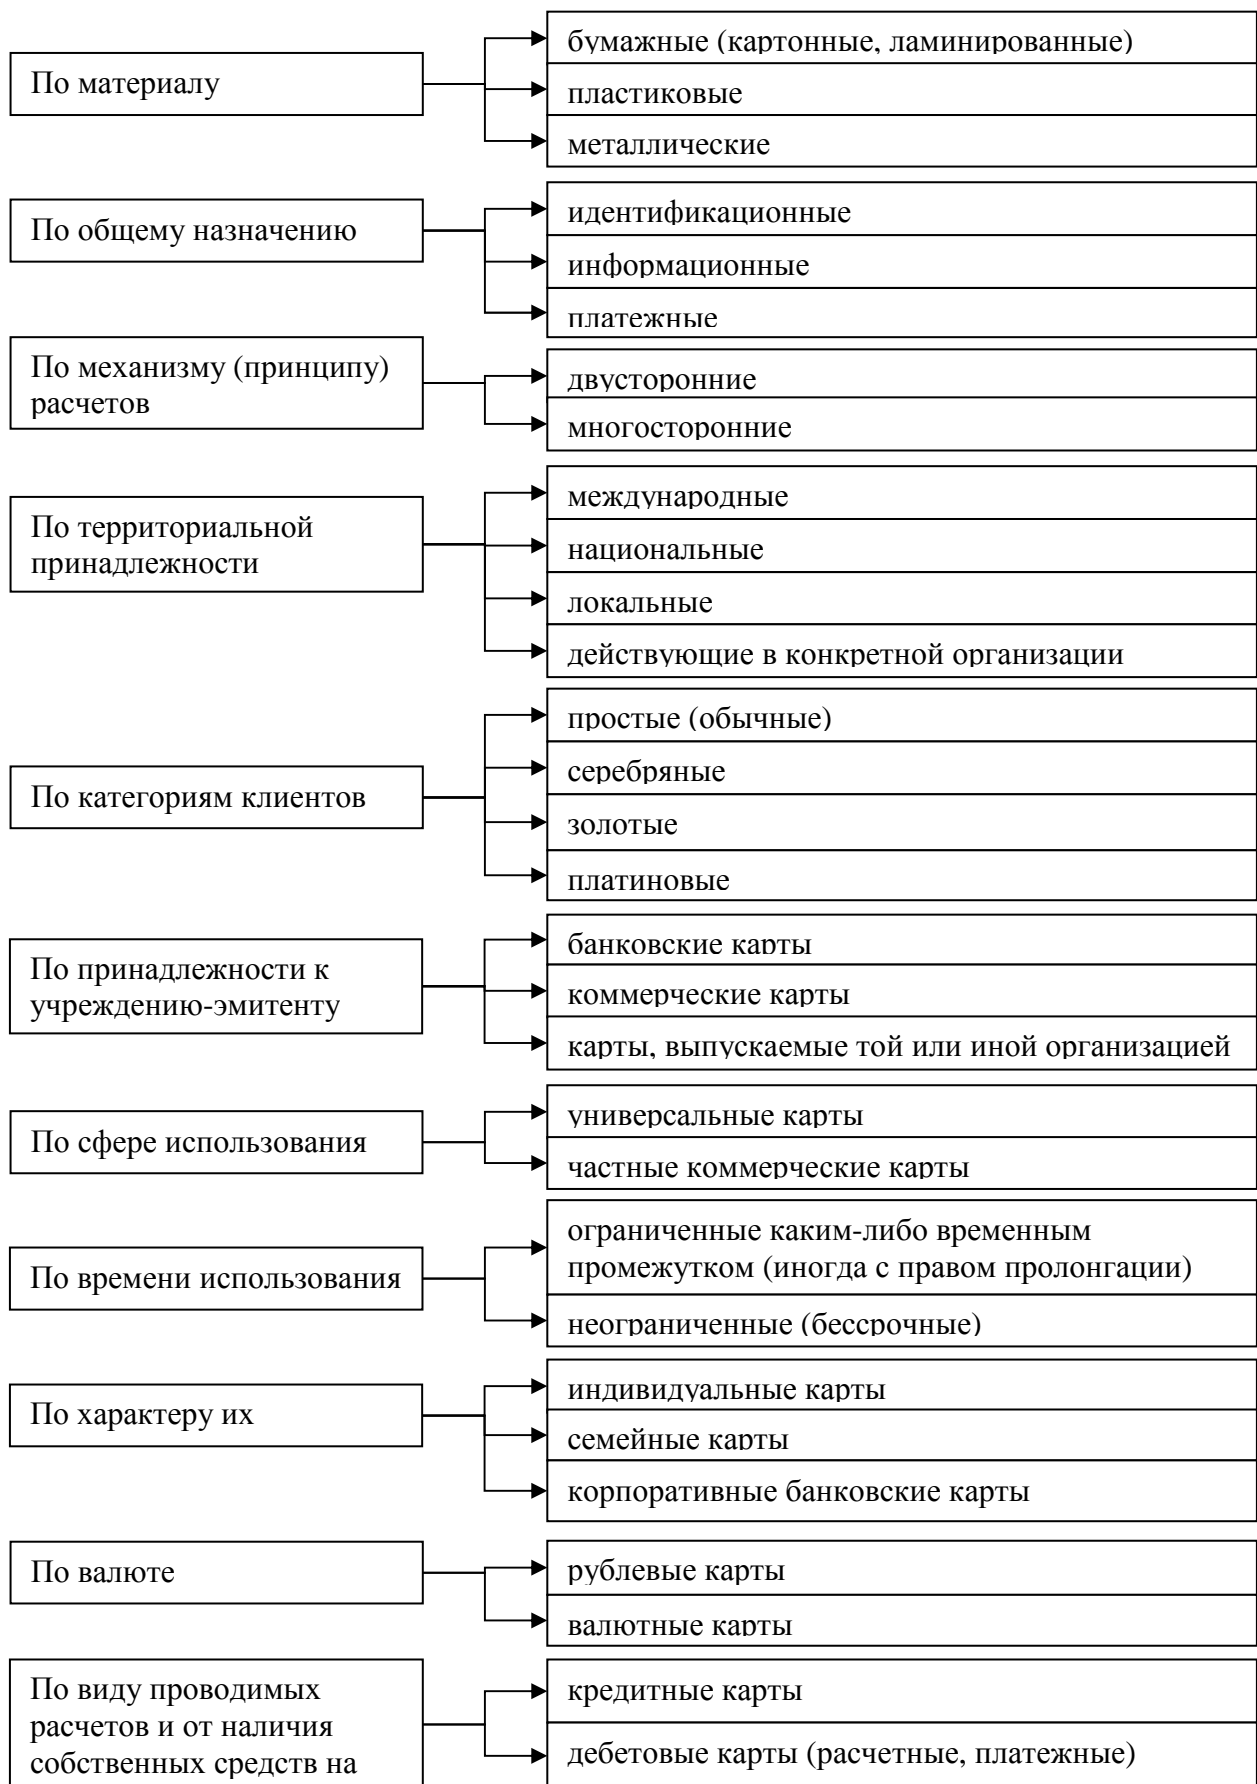 По материалу
бумажные (картонные, ламинированные)
пластиковые
металлические
По общему назначению
идентификационные
информационные
платежные
По механизму (принципу)
расчетов
двусторонние
многосторонние
По территориальной
принадлежности
международные
национальные
локальные
действующие в конкретной организации
По категориям клиентов
простые (обычные)
серебряные
золотые
платиновые
По принадлежности к
учреждению-эмитенту
банковские карты
коммерческие карты
карты, выпускаемые той или иной организацией
По сфере использования
универсальные карты
частные коммерческие карты
По времени использования
ограниченные каким-либо временным
промежутком (иногда с правом пролонгации)
неограниченные (бессрочные)
По характеру их
индивидуальные карты
семейные карты
корпоративные банковские карты
По валюте
рублевые карты
валютные карты
По виду проводимых
расчетов и от наличия
собственных средств на
кредитные карты
дебетовые карты (расчетные, платежные)